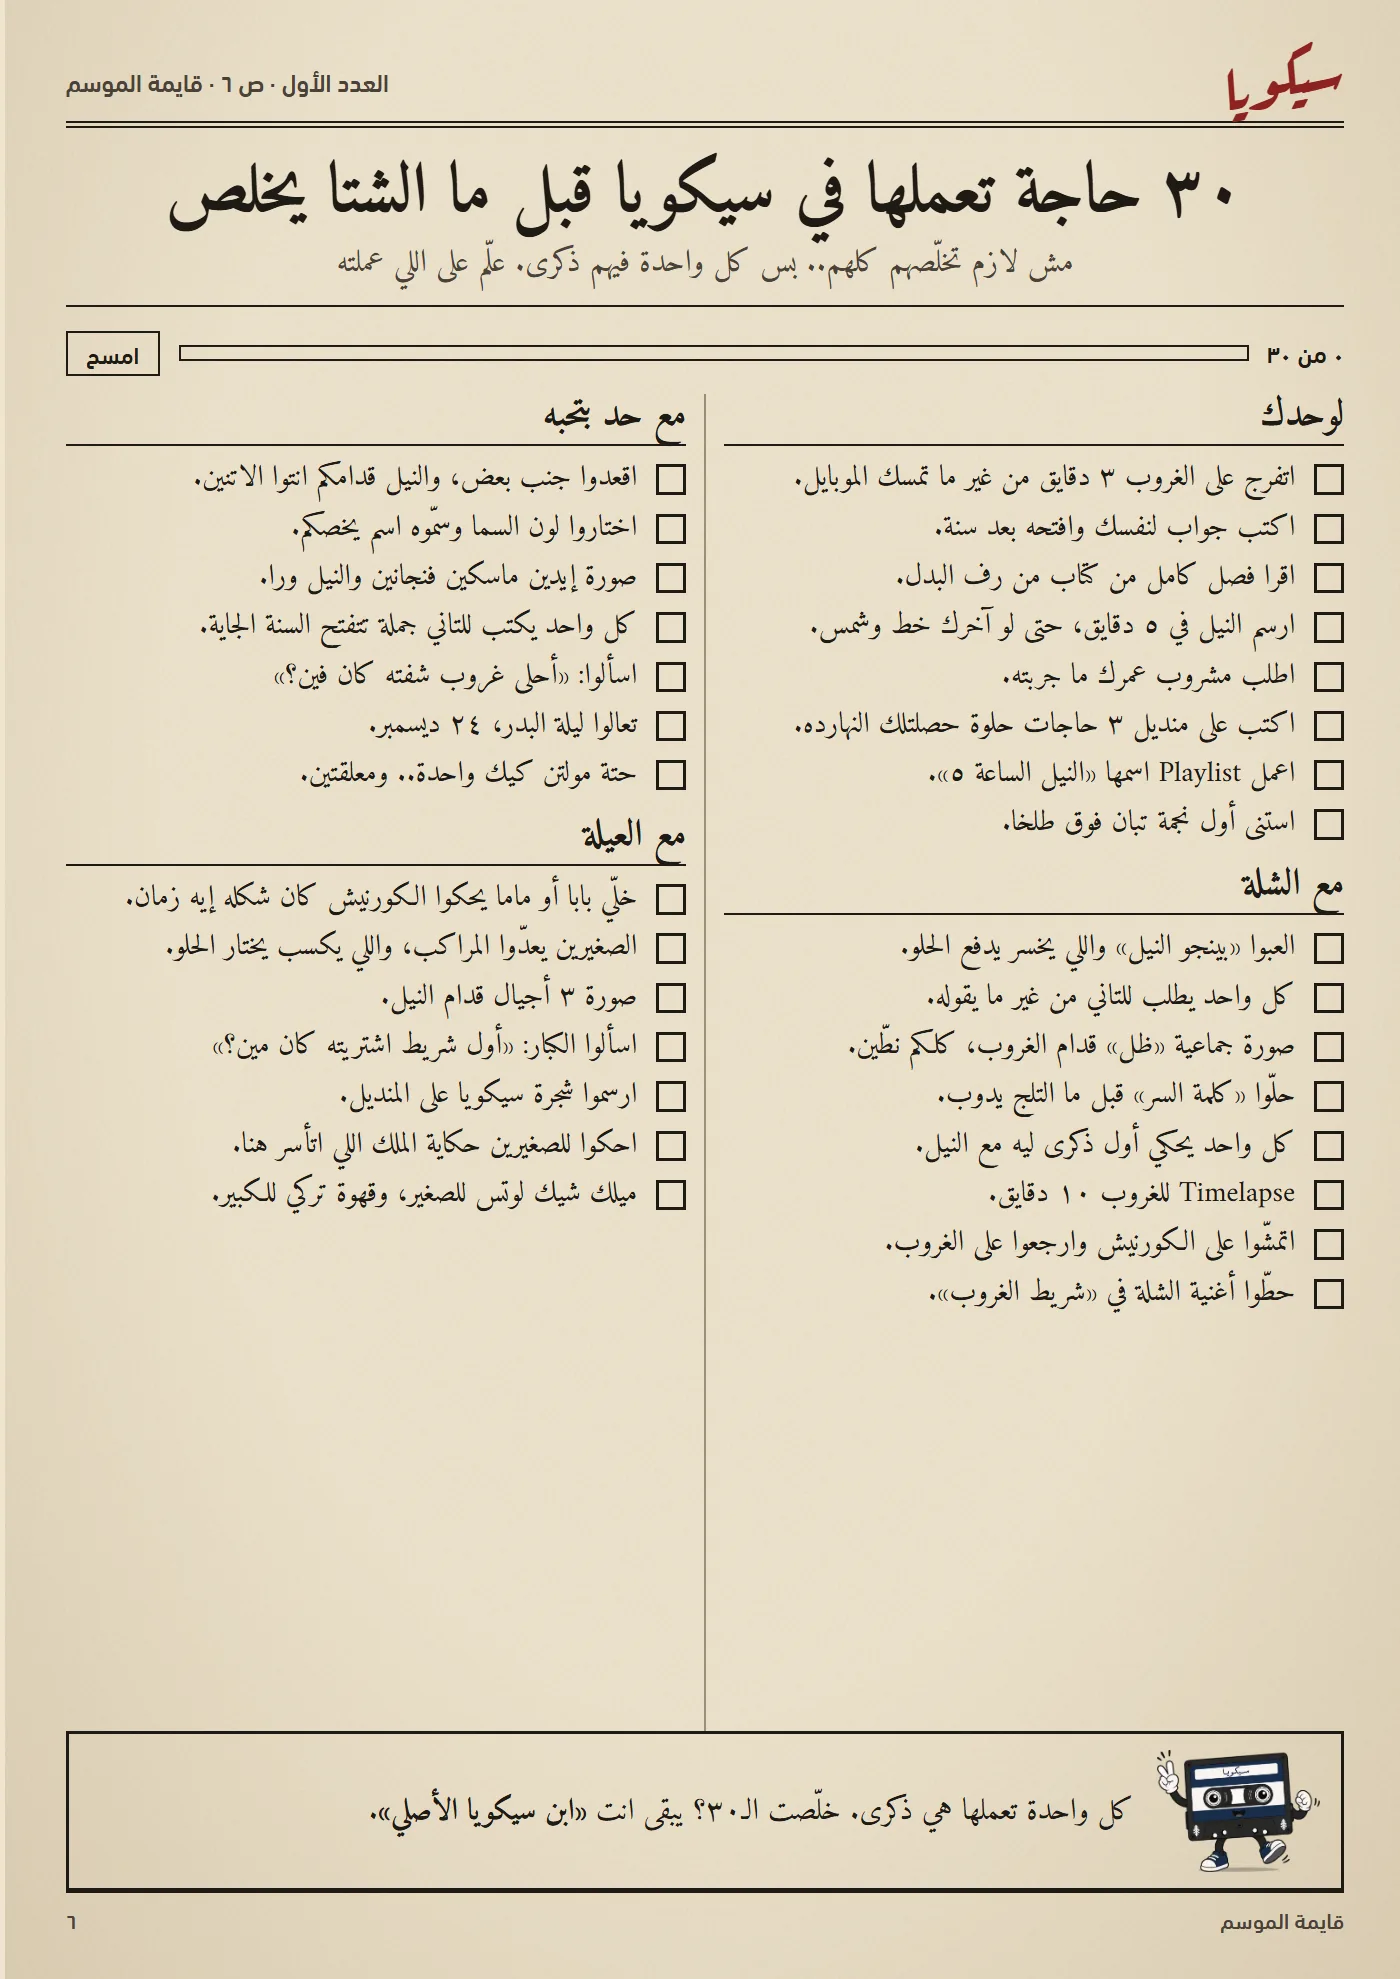 سيكويا
العدد الأول · ص ٦ · قايمة الموسم
٣٠ حاجة تعملها في سيكويا قبل ما الشتا يخلص
مش لازم تخلّصهم كلهم.. بس كل واحدة فيهم ذكرى. علّم على اللي عملته
٠ من ٣٠
امسح
لوحدك
اتفرج على الغروب ٣ دقايق من غير ما تمسك الموبايل.
اكتب جواب لنفسك وافتحه بعد سنة.
اقرا فصل كامل من كتاب من رف البدل.
ارسم النيل في ٥ دقايق، حتى لو آخرك خط وشمس.
اطلب مشروب عمرك ما جربته.
اكتب على منديل ٣ حاجات حلوة حصلتلك النهارده.
اعمل Playlist اسمها «النيل الساعة ٥».
استنى أول نجمة تبان فوق طلخا.
مع الشلة
العبوا «بينجو النيل» واللي يخسر يدفع الحلو.
كل واحد يطلب للتاني من غير ما يقوله.
صورة جماعية «ظل» قدام الغروب، كلكم نطّين.
حلّوا «كلمة السر» قبل ما التلج يدوب.
كل واحد يحكي أول ذكرى ليه مع النيل.
Timelapse للغروب ١٠ دقايق.
اتمشّوا على الكورنيش وارجعوا على الغروب.
حطّوا أغنية الشلة في «شريط الغروب».
مع حد بتحبه
اقعدوا جنب بعض، والنيل قدامكم انتوا الاتنين.
اختاروا لون السما وسمّوه اسم يخصكم.
صورة إيدين ماسكين فنجانين والنيل ورا.
كل واحد يكتب للتاني جملة تتفتح السنة الجاية.
اسألوا: «أحلى غروب شفته كان فين؟»
تعالوا ليلة البدر، ٢٤ ديسمبر.
حتة مولتن كيك واحدة.. ومعلقتين.
مع العيلة
خلّي بابا أو ماما يحكوا الكورنيش كان شكله إيه زمان.
الصغيرين يعدّوا المراكب، واللي يكسب يختار الحلو.
صورة ٣ أجيال قدام النيل.
اسألوا الكبار: «أول شريط اشتريته كان مين؟»
ارسموا شجرة سيكويا على المنديل.
احكوا للصغيرين حكاية الملك اللي اتأسر هنا.
ميلك شيك لوتس للصغير، وقهوة تركي للكبير.
سيكويا
كل واحدة تعملها هي ذكرى. خلّصت الـ٣٠؟ يبقى انت «ابن سيكويا الأصلي».
قايمة الموسم
٦